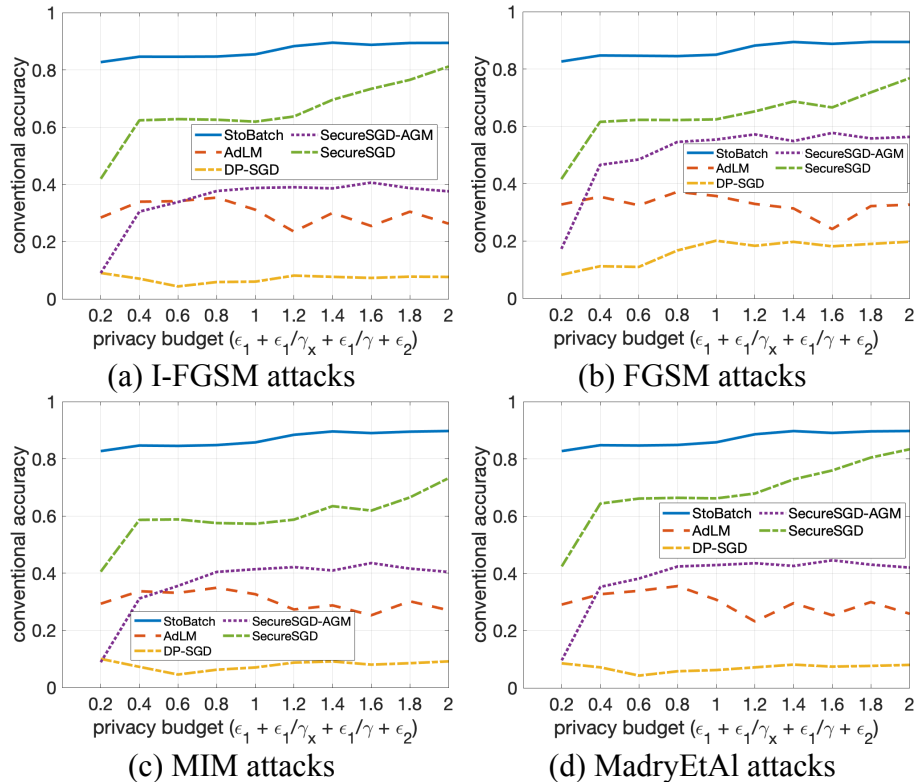 1
0.8
0.6
0.4
0.2
0
conventional accuracy
StoBatch
AdLM
DP-SGD
SecureSGD-AGM
SecureSGD
0.2 0.4 0.6 0.8 1 1.2 1.4 1.6 1.8 2
privacy budget (ϵ₁ + ϵ₁/γₓ + ϵ₁/γ + ϵ₂)
(a) I-FGSM attacks
1
0.8
0.6
0.4
0.2
0
conventional accuracy
StoBatch
AdLM
DP-SGD
SecureSGD-AGM
SecureSGD
0.2 0.4 0.6 0.8 1 1.2 1.4 1.6 1.8 2
privacy budget (ϵ₁ + ϵ₁/γₓ + ϵ₁/γ + ϵ₂)
(b) FGSM attacks
1
0.8
0.6
0.4
0.2
0
conventional accuracy
StoBatch
AdLM
DP-SGD
SecureSGD-AGM
SecureSGD
0.2 0.4 0.6 0.8 1 1.2 1.4 1.6 1.8 2
privacy budget (ϵ₁ + ϵ₁/γₓ + ϵ₁/γ + ϵ₂)
(c) MIM attacks
1
0.8
0.6
0.4
0.2
0
conventional accuracy
StoBatch
AdLM
DP-SGD
SecureSGD-AGM
SecureSGD
0.2 0.4 0.6 0.8 1 1.2 1.4 1.6 1.8 2
privacy budget (ϵ₁ + ϵ₁/γₓ + ϵ₁/γ + ϵ₂)
(d) MadryEtAl attacks